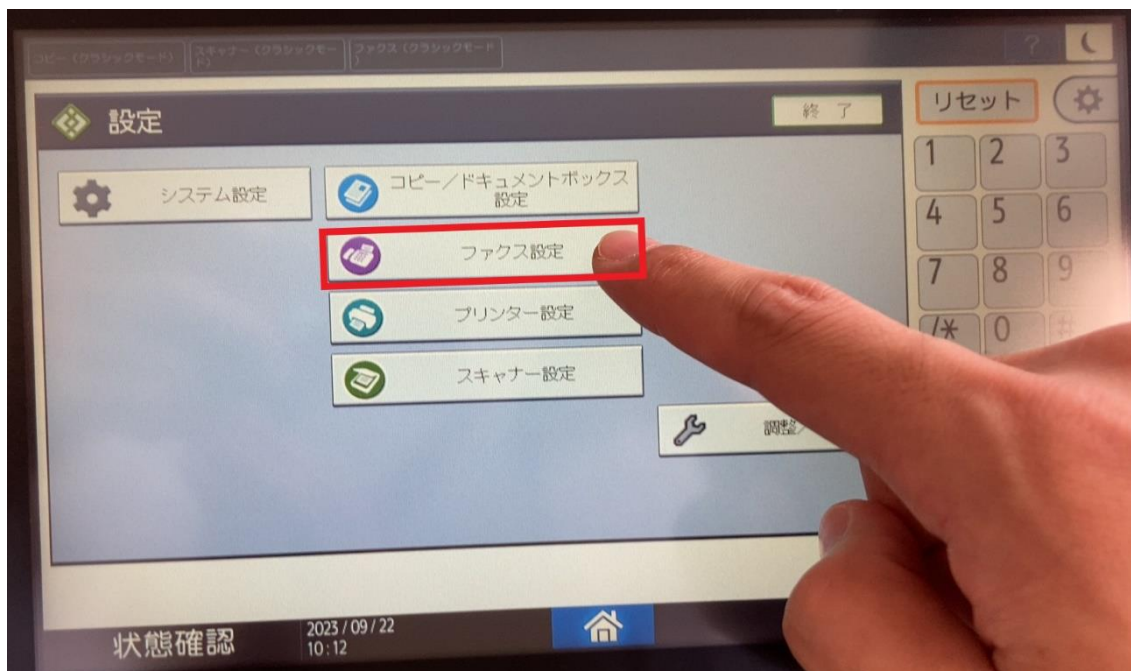 コピー（クラシックモード）
スキャナー（クラシックモー
ド）
ファクス（クラシックモード
）
?
設定
終 了
リセット
システム設定
コピー／ドキュメントボックス
設定
ファクス設定
プリンター設定
スキャナー設定
調整／
1 2 3
4 5 6
7 8 9
/* 0 #
状態確認
2023 / 09 / 22
10 : 12